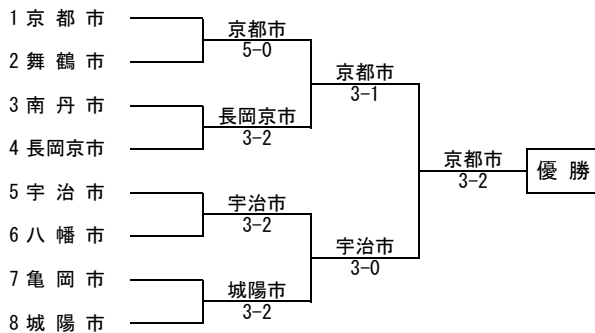 1 京 都 市
京都市
5-0
2 舞 鶴 市
京都市
3-1
3 南 丹 市
長岡京市
3-2
4 長岡京市
京都市
3-2
優 勝
5 宇 治 市
宇治市
3-2
6 八 幡 市
宇治市
3-0
7 亀 岡 市
城陽市
3-2
8 城 陽 市